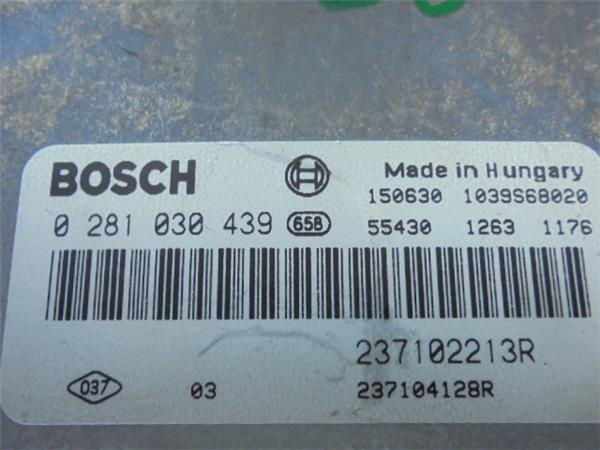 BOSCH
Made in Hungary
150630 1039S68020
0 281 030 439 658
55430 1263 1176
237102213R
037 03 237104128R